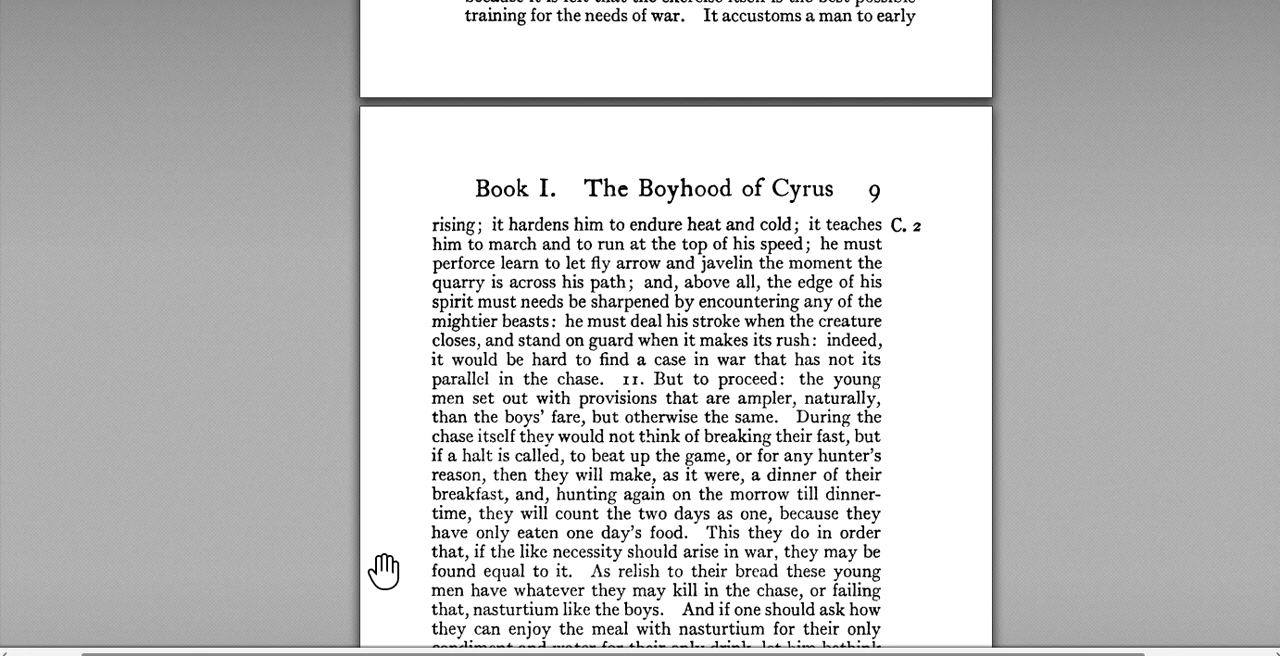 training for the needs of war. It accustoms a man to early
Book I. The Boyhood of Cyrus 9
rising; it hardens him to endure heat and cold; it teaches C. 2
him to march and to run at the top of his speed; he must
perforce learn to let fly arrow and javelin the moment the
quarry is across his path; and, above all, the edge of his
spirit must needs be sharpened by encountering any of the
mightier beasts: he must deal his stroke when the creature
closes, and stand on guard when it makes its rush: indeed,
it would be hard to find a case in war that has not its
parallel in the chase. 11. But to proceed: the young
men set out with provisions that are ampler, naturally,
than the boys' fare, but otherwise the same. During the
chase itself they would not think of breaking their fast, but
if a halt is called, to beat up the game, or for any hunter's
reason, then they will make, as it were, a dinner of their
breakfast, and, hunting again on the morrow till dinner-
time, they will count the two days as one, because they
have only eaten one day's food. This they do in order
that, if the like necessity should arise in war, they may be
found equal to it. As relish to their bread these young
men have whatever they may kill in the chase, or failing
that, nasturtium like the boys. And if one should ask how
they can enjoy the meal with nasturtium for their only